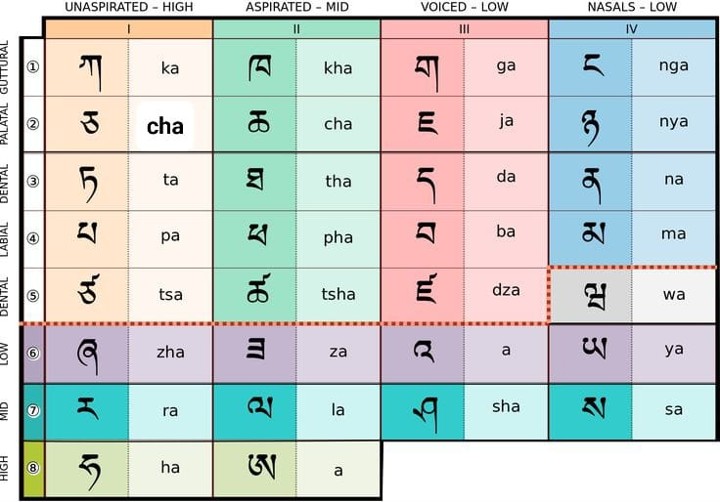 UNASPIRATED – HIGH ASPIRATED – MID VOICED – LOW NASALS – LOW
I II III IV
GUTTURAL ① ཀ ka ཁ kha ག ga ང nga
PALATAL ② ཅ cha ཆ cha ཇ ja ཉ nya
DENTAL ③ ཏ ta ཐ tha ད da ན na
LABIAL ④ པ pa ཕ pha བ ba མ ma
DENTAL ⑤ ཙ tsa ཚ tsha ཛ dza ཝ wa
LOW ⑥ ཞ zha ཟ za འ a ཡ ya
MID ⑦ ར ra ལ la ཤ sha ས sa
HIGH ⑧ ཧ ha ཨ a